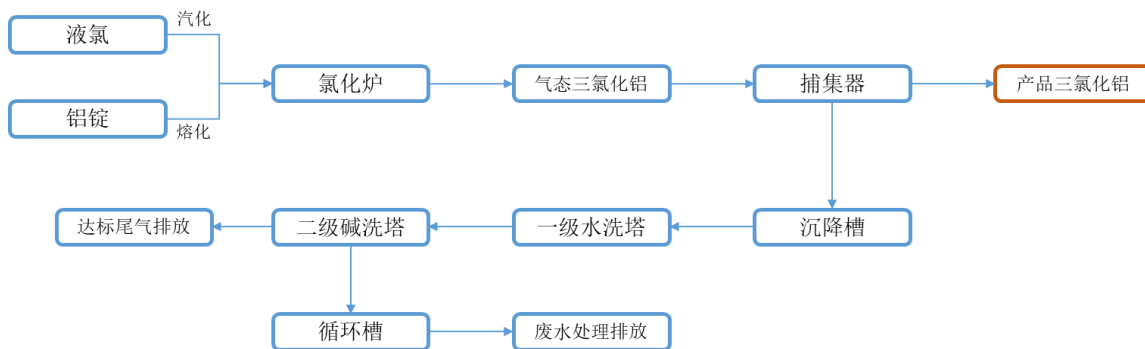 液氯
汽化
铝锭
熔化
氯化炉
气态三氯化铝
捕集器
产品三氯化铝
达标尾气排放
二级碱洗塔
一级水洗塔
沉降槽
循环槽
废水处理排放